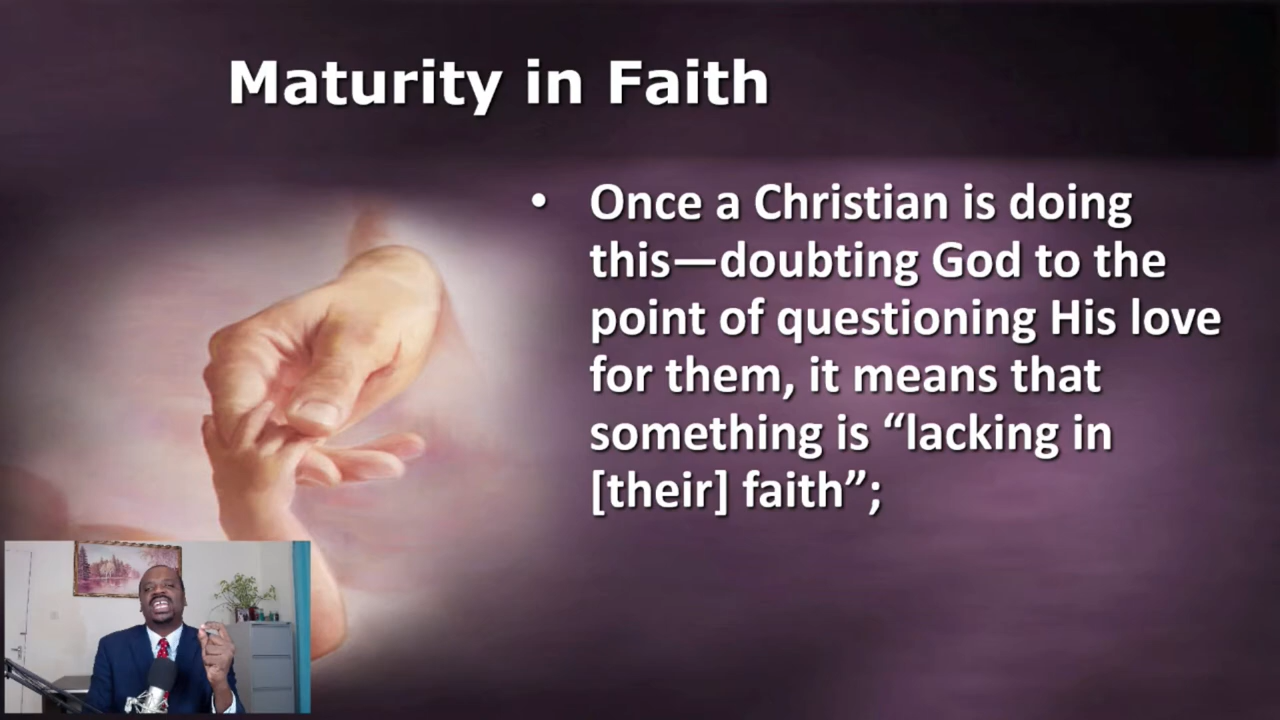 Maturity in Faith
• Once a Christian is doing
this—doubting God to the
point of questioning His love
for them, it means that
something is “lacking in
[their] faith”;